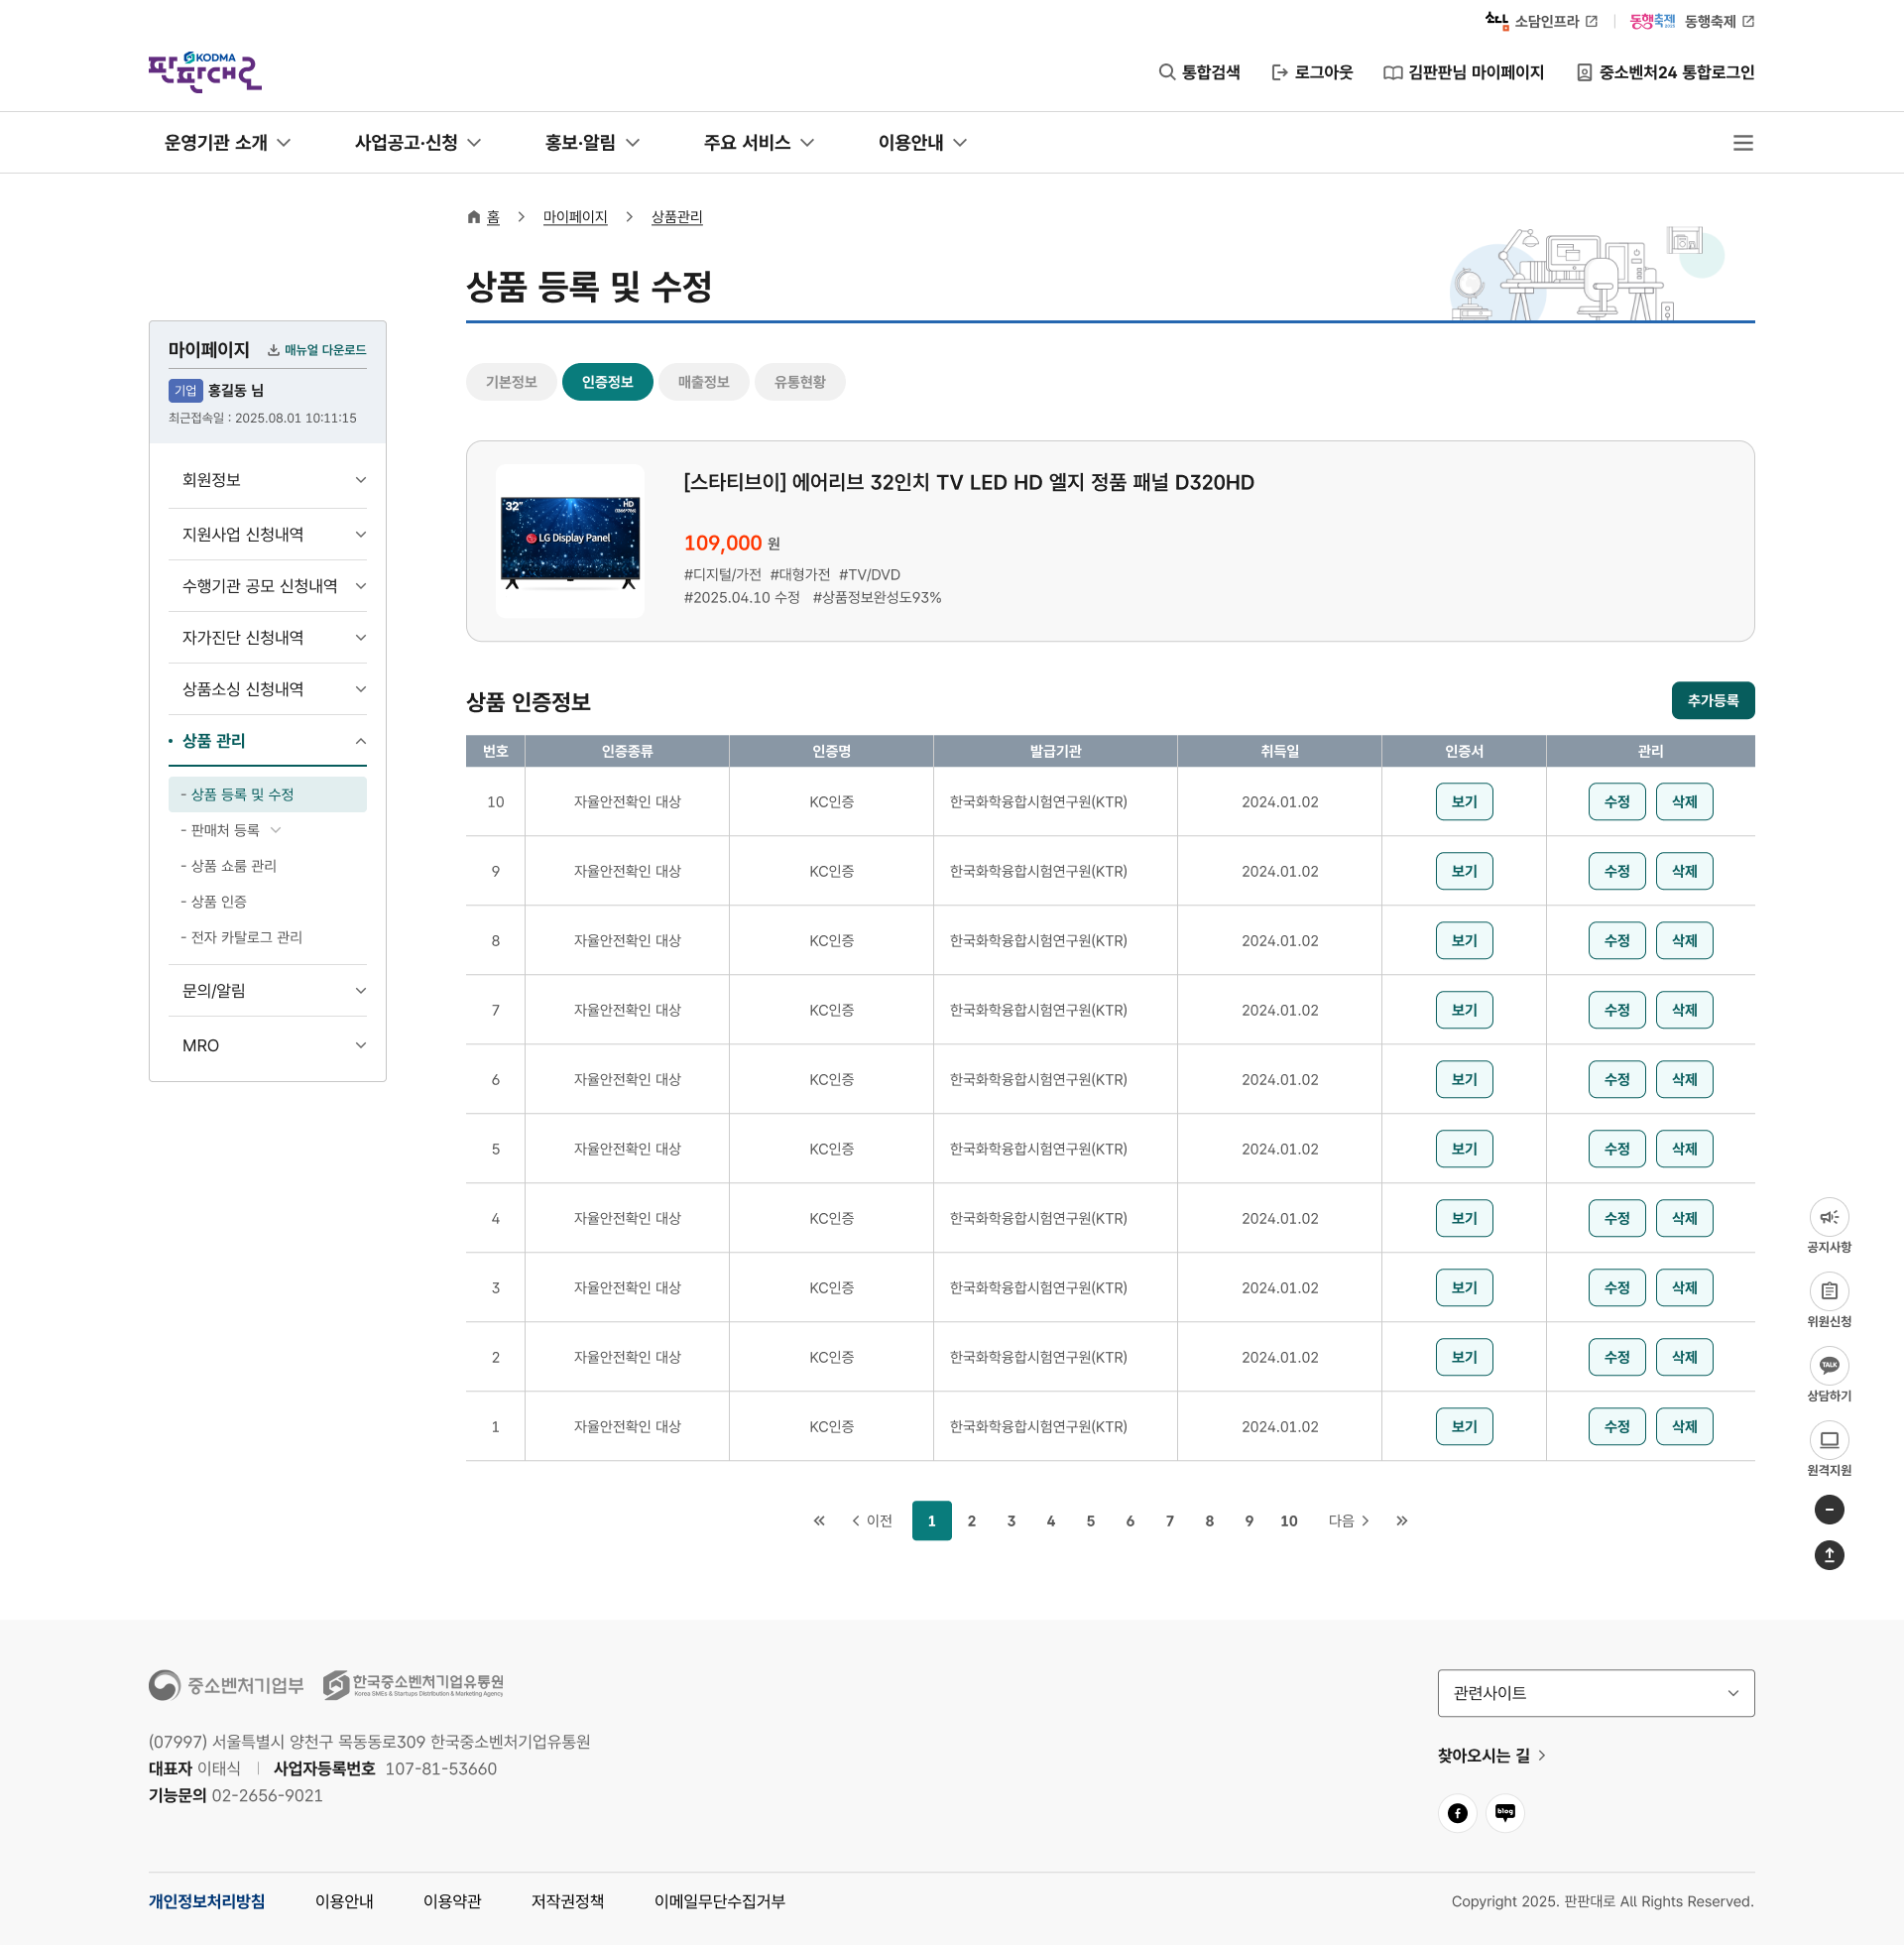 소담 소담인프라 동행축제 동행축제
KODMA
판판대로
통합검색 로그아웃 김판판님 마이페이지 중소벤처24 통합로그인
운영기관 소개 사업공고·신청 홍보·알림 주요 서비스 이용안내
홈 > 마이페이지 > 상품관리
상품 등록 및 수정
마이페이지 매뉴얼 다운로드
기업 홍길동 님
최근접속일 : 2025.08.01 10:11:15
회원정보
지원사업 신청내역
수행기관 공모 신청내역
자가진단 신청내역
상품소싱 신청내역
• 상품 관리
- 상품 등록 및 수정
- 판매처 등록
- 상품 쇼룸 관리
- 상품 인증
- 전자 카탈로그 관리
문의/알림
MRO
기본정보 인증정보 매출정보 유통현황
32" HD
LG Display Panel
[스타티브이] 에어리브 32인치 TV LED HD 엘지 정품 패널 D320HD
109,000 원
#디지털/가전 #대형가전 #TV/DVD
#2025.04.10 수정 #상품정보완성도93%
상품 인증정보 추가등록
번호 인증종류 인증명 발급기관 취득일 인증서 관리
10 자율안전확인 대상 KC인증 한국화학융합시험연구원(KTR) 2024.01.02 보기 수정 삭제
9 자율안전확인 대상 KC인증 한국화학융합시험연구원(KTR) 2024.01.02 보기 수정 삭제
8 자율안전확인 대상 KC인증 한국화학융합시험연구원(KTR) 2024.01.02 보기 수정 삭제
7 자율안전확인 대상 KC인증 한국화학융합시험연구원(KTR) 2024.01.02 보기 수정 삭제
6 자율안전확인 대상 KC인증 한국화학융합시험연구원(KTR) 2024.01.02 보기 수정 삭제
5 자율안전확인 대상 KC인증 한국화학융합시험연구원(KTR) 2024.01.02 보기 수정 삭제
4 자율안전확인 대상 KC인증 한국화학융합시험연구원(KTR) 2024.01.02 보기 수정 삭제
3 자율안전확인 대상 KC인증 한국화학융합시험연구원(KTR) 2024.01.02 보기 수정 삭제
2 자율안전확인 대상 KC인증 한국화학융합시험연구원(KTR) 2024.01.02 보기 수정 삭제
1 자율안전확인 대상 KC인증 한국화학융합시험연구원(KTR) 2024.01.02 보기 수정 삭제
« < 이전 1 2 3 4 5 6 7 8 9 10 다음 > »
공지사항
위원신청
TALK
상담하기
원격지원
중소벤처기업부 한국중소벤처기업유통원
Korea SMEs & Startups Distribution & Marketing Agency
(07997) 서울특별시 양천구 목동동로309 한국중소벤처기업유통원
대표자 이태식 | 사업자등록번호 107-81-53660
기능문의 02-2656-9021
관련사이트
찾아오시는 길 >
blog
개인정보처리방침 이용안내 이용약관 저작권정책 이메일무단수집거부
Copyright 2025. 판판대로 All Rights Reserved.